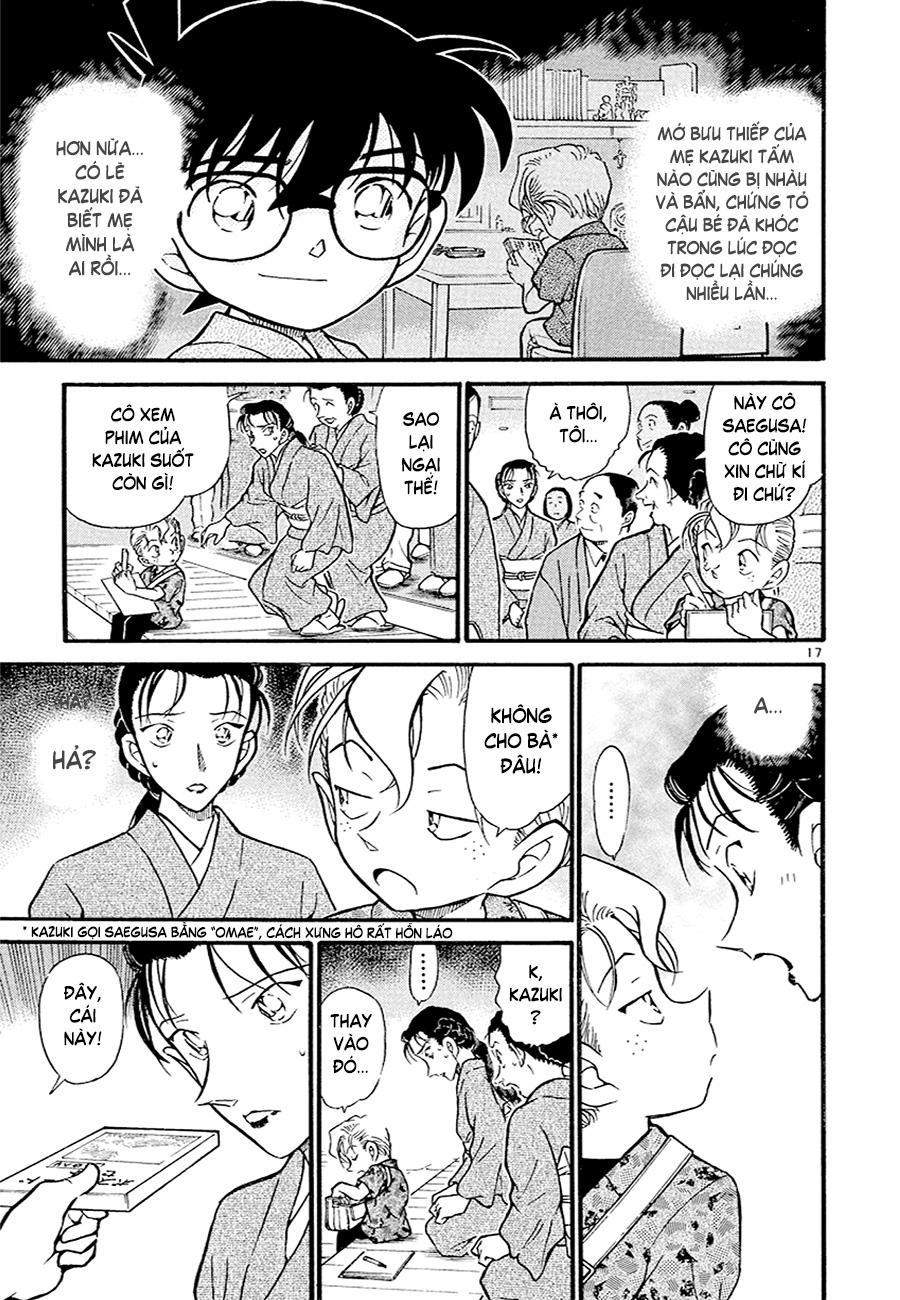 MỚ BƯU THIẾP CỦA
MẸ KAZUKI TẤM
NÀO CŨNG BỊ NHÀU
VÀ BẨN, CHỨNG TỎ
CẬU BÉ ĐÃ KHÓC
TRONG LÚC ĐỌC
ĐI ĐỌC LẠI CHÚNG
NHIỀU LẦN...
HƠN NỮA...
CÓ LẼ
KAZUKI ĐÃ
BIẾT MẸ
MÌNH LÀ
AI RỒI...
NÀY CÔ
SAEGUSA!
CÔ CŨNG
XIN CHỮ KÍ
ĐI CHỨ?
À THÔI,
TÔI...
SAO
LẠI
NGẠI
THẾ!
CÔ XEM
PHIM CỦA
KAZUKI SUỐT
CÒN GÌ!
17
A...
......
KHÔNG
CHO BÀ*
ĐÂU!
HẢ?
HẢ?
* KAZUKI GỌI SAEGUSA BẰNG "OMAE", CÁCH XƯNG HÔ RẤT HỖN LÁO
K,
KAZUKI
?
......
THAY
VÀO
ĐÓ...
ĐÂY,
CÁI
NÀY!